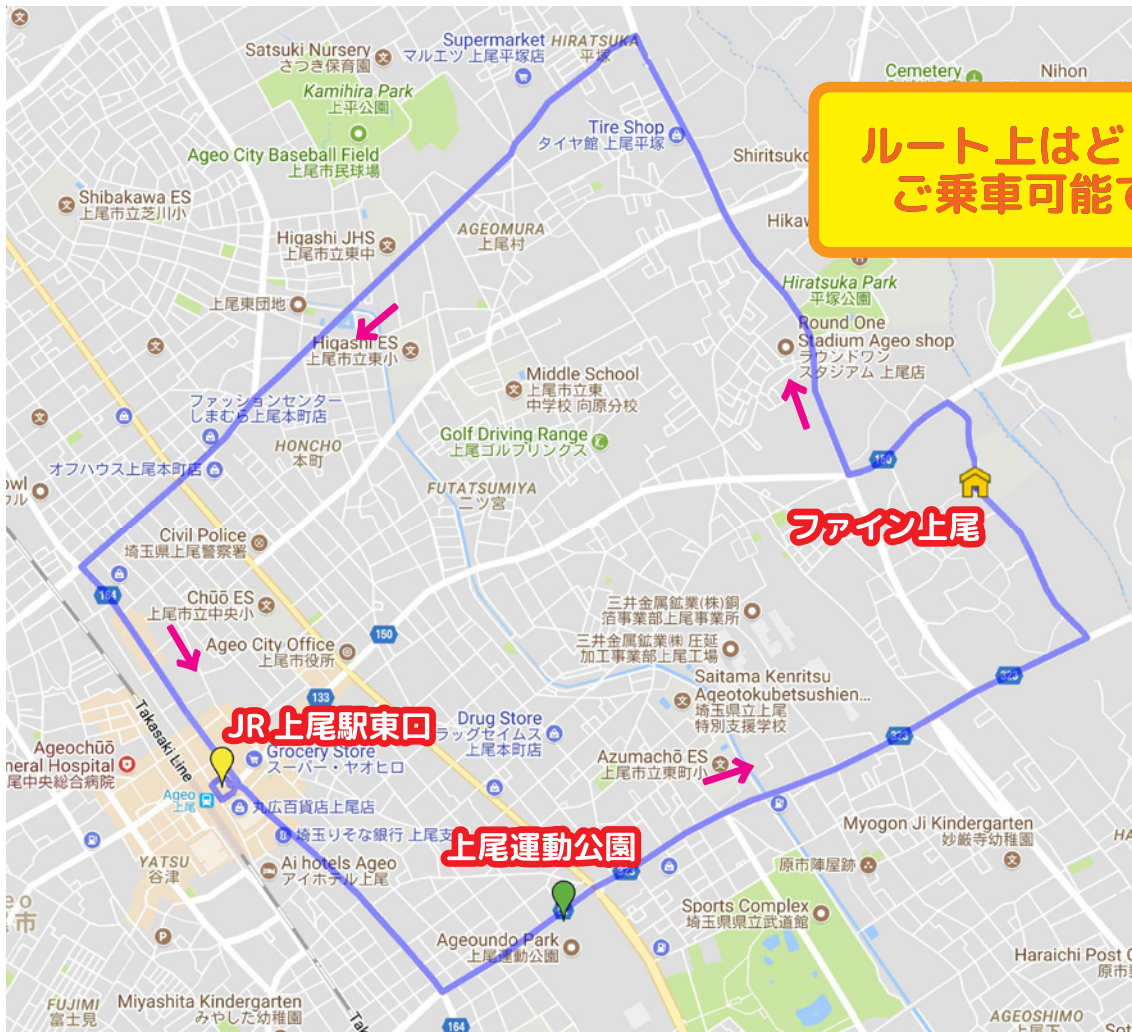 Satsuki Nursery
さつき保育園
Supermarket
マルエツ 上尾平塚店
HIRATSUKA
平塚
Cemetery
Nihon
Kamihira Park
上平公園
Tire Shop
タイヤ館 上尾平塚
ルート上はど
ご乗車可能で
Ageo City Baseball Field
上尾市民球場
Shiritsuko
Shibakawa ES
上尾市立芝川小
Higashi JHS
上尾市立東中
AGEOMURA
上尾村
Hikaw
上尾東団地
Hiratsuka Park
平塚公園
Higashi ES
上尾市立東小
Round One
Stadium Ageo shop
ラウンドワン
スタジアム 上尾店
Middle School
上尾市立東
中学校 向原分校
ファッションセンター
しまむら上尾本町店
HONCHO
本町
Golf Driving Range
上尾ゴルフリンクス
オフハウス上尾本町店
150
owl
ウル
FUTATSUMIYA
二ツ宮
ファイン上尾
Civil Police
埼玉県上尾警察署
164
Chūō ES
上尾市立中央小
三井金属鉱業(株)銅
箔事業部上尾事業所
150
Ageo City Office
上尾市役所
三井金属鉱業㈱ 圧延
加工事業部上尾工場
323
133
Saitama Kenritsu
Ageotokubetsushien...
埼玉県立上尾
特別支援学校
Takasaki Line
JR 上尾駅東口
Drug Store
ラッグセイムス
上尾本町店
323
Ageochūō
neral Hospital
尾中央総合病院
Grocery Store
スーパー・ヤオヒロ
Azumachō ES
上尾市立東町小
Ageo
上尾
丸広百貨店上尾店
埼玉りそな銀行 上尾支
上尾運動公園
Myogon Ji Kindergarten
妙厳寺幼稚園
HA
YATSU
谷津
Ai hotels Ageo
アイホテル上尾
原市陣屋跡
323
eo
市
Sports Complex
埼玉県県立武道館
Ageoundo Park
上尾運動公園
Haraichi Post O
原市
FUJIMI
富士見
Miyashita Kindergarten
みやした幼稚園
Tak
164
AGEOSHIMO
上尾下